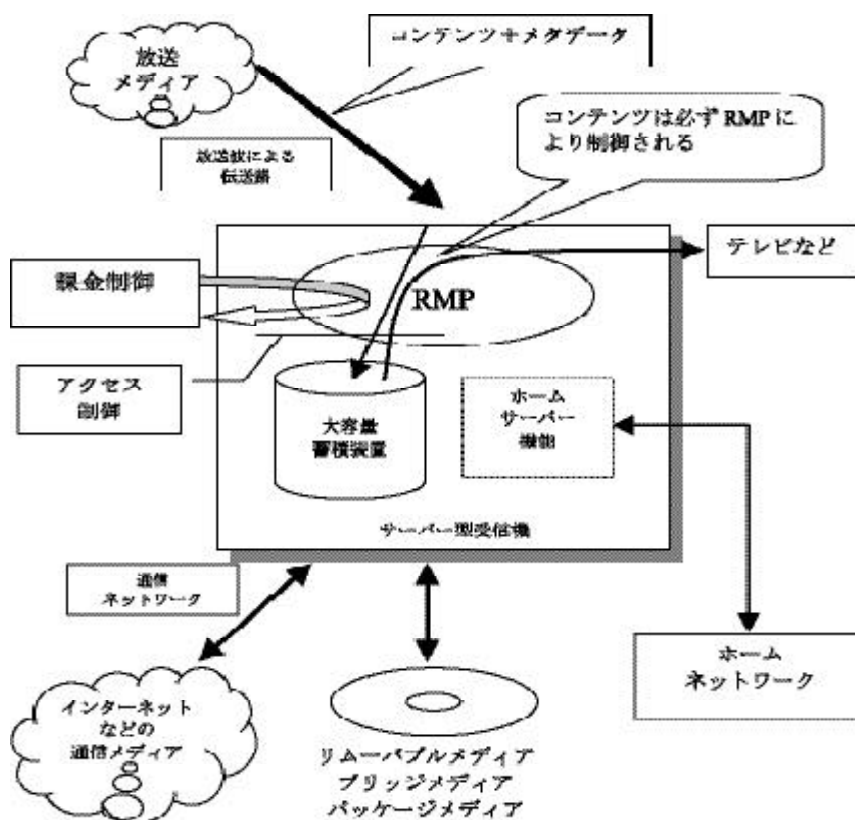 放送
メディア
コンテンツ+メタデータ
コンテンツは必ず RMP に
より制御される
放送波による
伝送路
テレビなど
課金制御
RMP
アクセス
制御
大容量
蓄積装置
ホーム
サーバー
機能
サーバー型受信機
通信
ネットワーク
ホーム
ネットワーク
インターネット
などの
通信メディア
リムーバブルメディア
ブリッジメディア
パッケージメディア